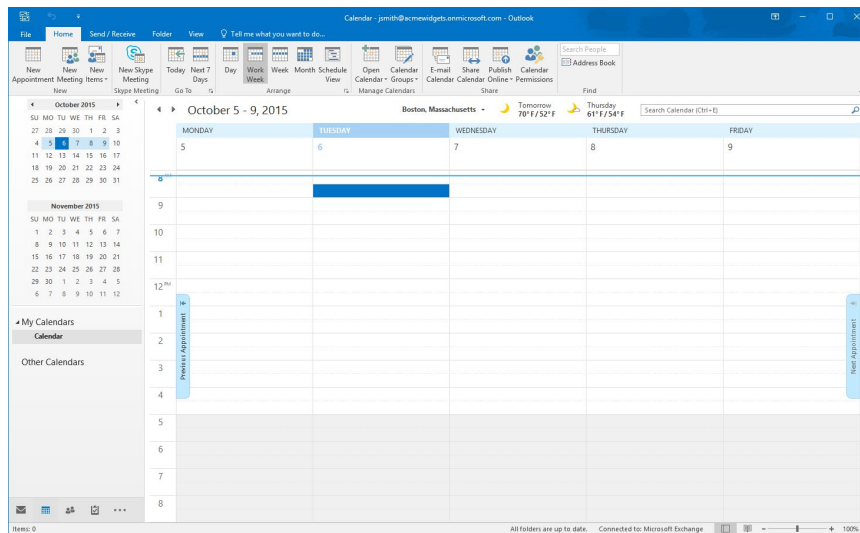 Calendar - jsmith@acmewidgets.onmicrosoft.com - Outlook
File Home Send / Receive Folder View Tell me what you want to do...
New Appointment
New Meeting
New Items
New Skype Meeting
Today
Next 7 Days
Day
Work Week
Week
Month
Schedule View
Open Calendar
Calendar Groups
E-mail Calendar
Share Calendar
Publish Online
Calendar Permissions
Search People
Address Book
New Skype Meeting Go To Arrange Manage Calendars Share Find
October 2015
SU MO TU WE TH FR SA
27 28 29 30 1 2 3
4 5 6 7 8 9 10
11 12 13 14 15 16 17
18 19 20 21 22 23 24
25 26 27 28 29 30 31
November 2015
SU MO TU WE TH FR SA
1 2 3 4 5 6 7
8 9 10 11 12 13 14
15 16 17 18 19 20 21
22 23 24 25 26 27 28
29 30 1 2 3 4 5
6 7 8 9 10 11 12
My Calendars
Calendar
Other Calendars
October 5 - 9, 2015
Boston, Massachusetts
Tomorrow
70° F / 52° F
Thursday
61° F / 54° F
Search Calendar (Ctrl+E)
MONDAY TUESDAY WEDNESDAY THURSDAY FRIDAY
5 6 7 8 9
8
9
10
11
12 PM
1
2
3
4
5
6
7
8
Previous Appointment
Next Appointment
Items: 0
All folders are up to date. Connected to: Microsoft Exchange
100%